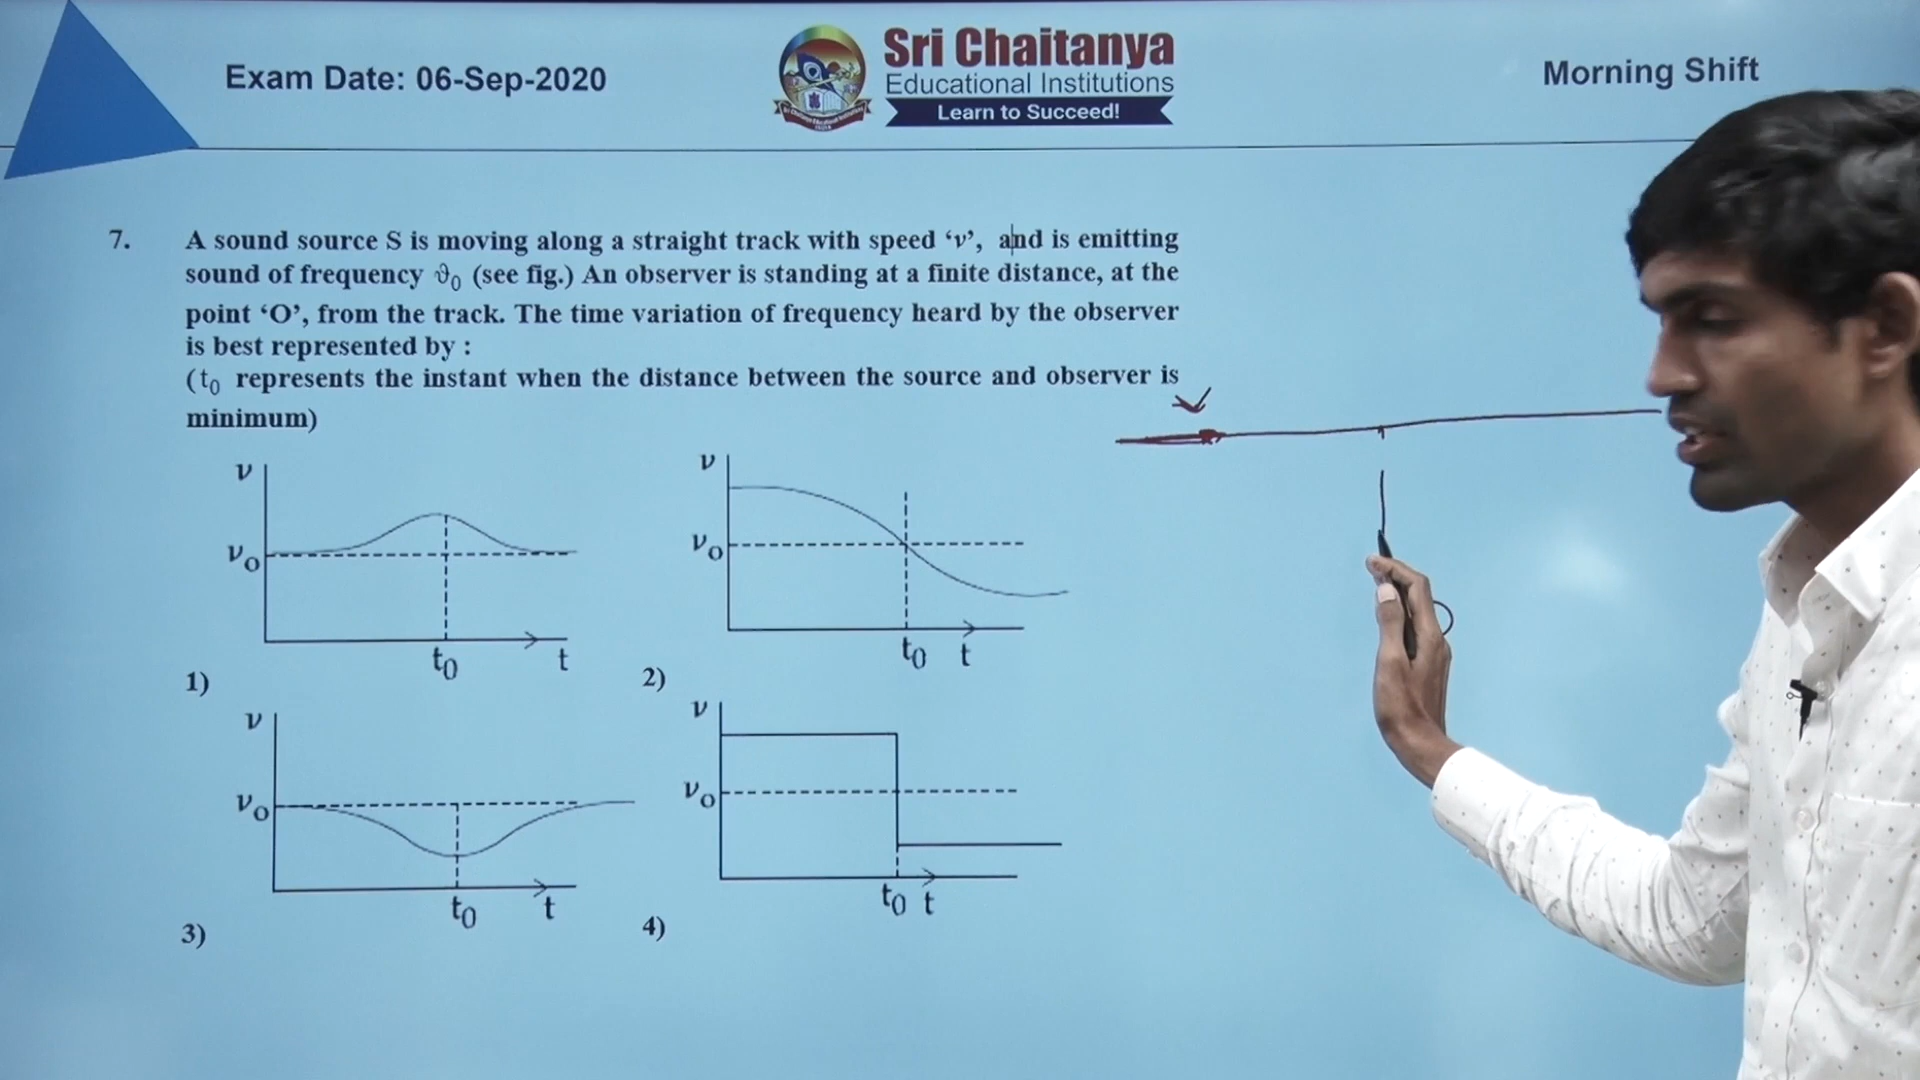 Exam Date: 06-Sep-2020
Sri Chaitanya
Educational Institutions
Learn to Succeed!
Morning Shift
7. A sound source S is moving along a straight track with speed ‘v’, and is emitting
sound of frequency ϑ0 (see fig.) An observer is standing at a finite distance, at the
point ‘O’, from the track. The time variation of frequency heard by the observer
is best represented by :
(t0 represents the instant when the distance between the source and observer is
minimum)
ν
ν0
t0 t
1)
ν
ν0
t0 t
2)
ν
ν0
t0 t
3)
ν
ν0
t0 t
4)